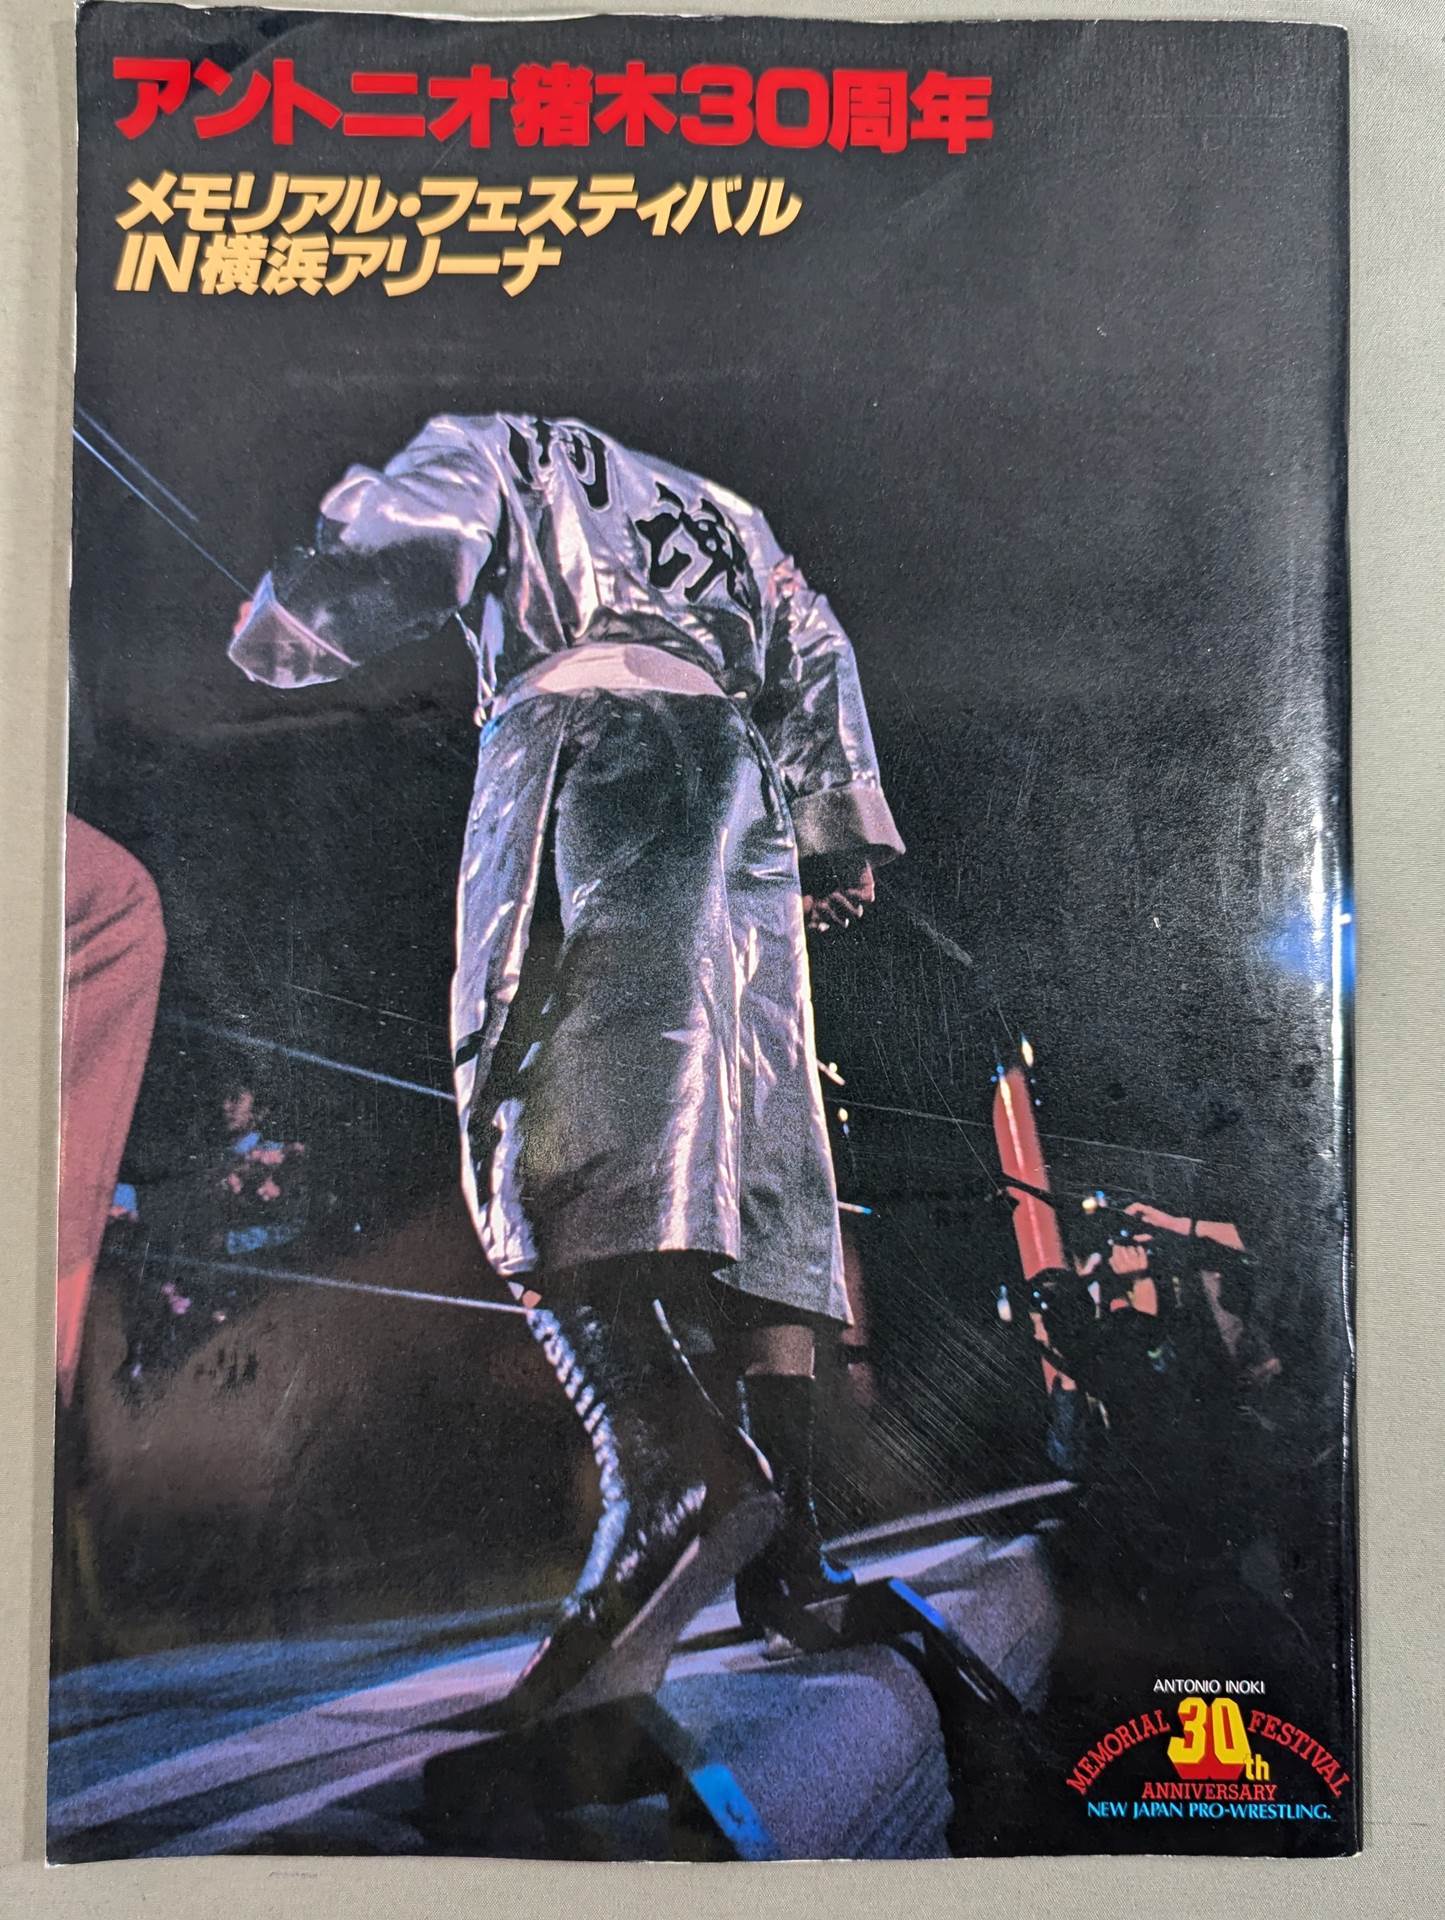 アントニオ猪木30周年
メモリアル・フェスティバル
IN横浜アリーナ
闘
魂
ANTONIO INOKI
MEMORIAL 30th FESTIVAL
ANNIVERSARY
NEW JAPAN PRO-WRESTLING.